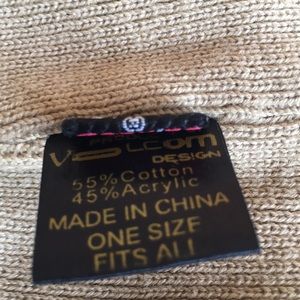 DESIGN
55% Cotton
45% Acrylic
MADE IN CHINA
ONE SIZE
FITS ALL